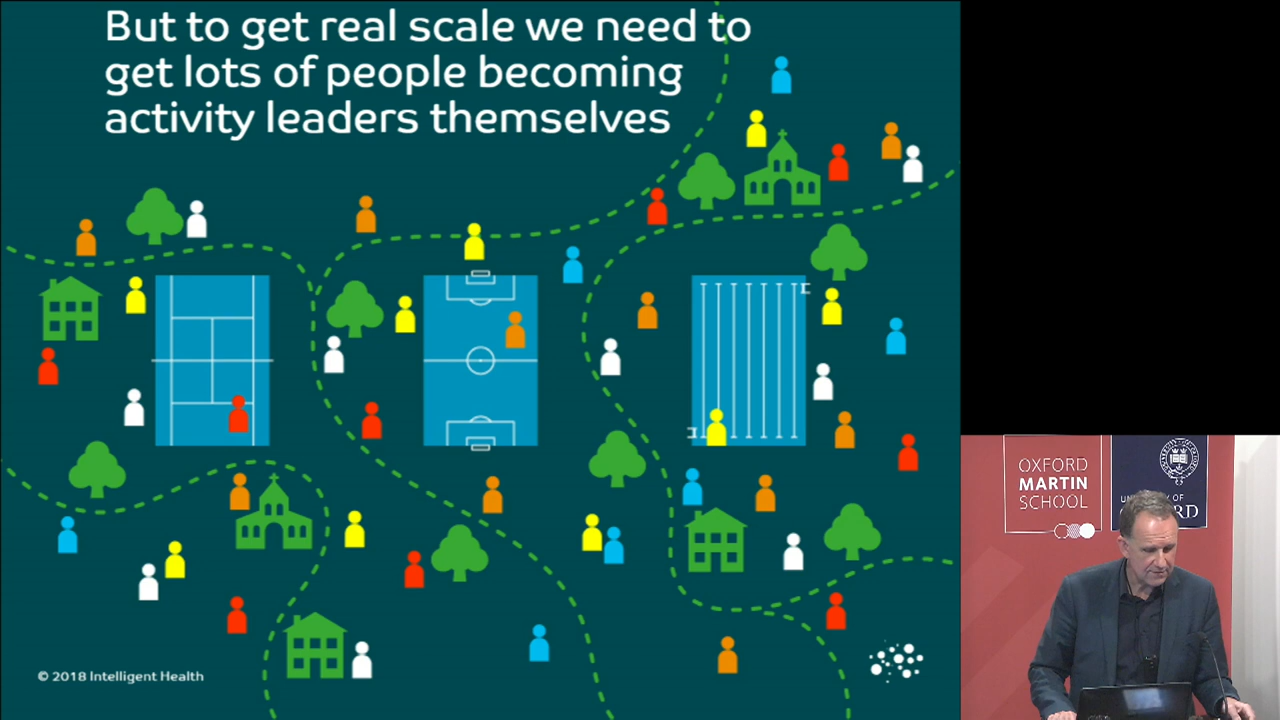 But to get real scale we need to
get lots of people becoming
activity leaders themselves
© 2018 Intelligent Health
OXFORD
MARTIN
SCHOOL